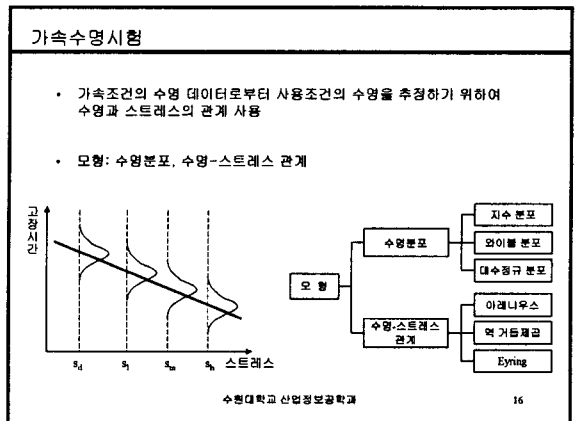 가속수명시험
• 가속조건의 수명 데이터로부터 사용조건의 수명을 추정하기 위하여
수명과 스트레스의 관계 사용
• 모형: 수명분포, 수명-스트레스 관계
고장시간
s_d s_l s_m s_h 스트레스
모 형
수명분포
지수 분포
와이블 분포
대수정규 분포
수명-스트레스
관계
아레니우스
역 거듭제곱
Eyring
수원대학교 산업정보공학과
16